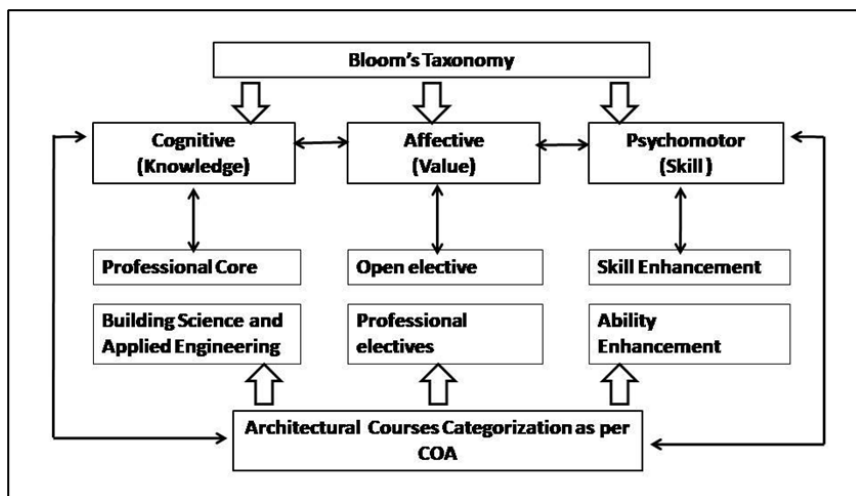 Bloom's Taxonomy
Cognitive
(Knowledge)
Affective
(Value)
Psychomotor
(Skill)
Professional Core
Open elective
Skill Enhancement
Building Science and
Applied Engineering
Professional
electives
Ability
Enhancement
Architectural Courses Categorization as per
COA